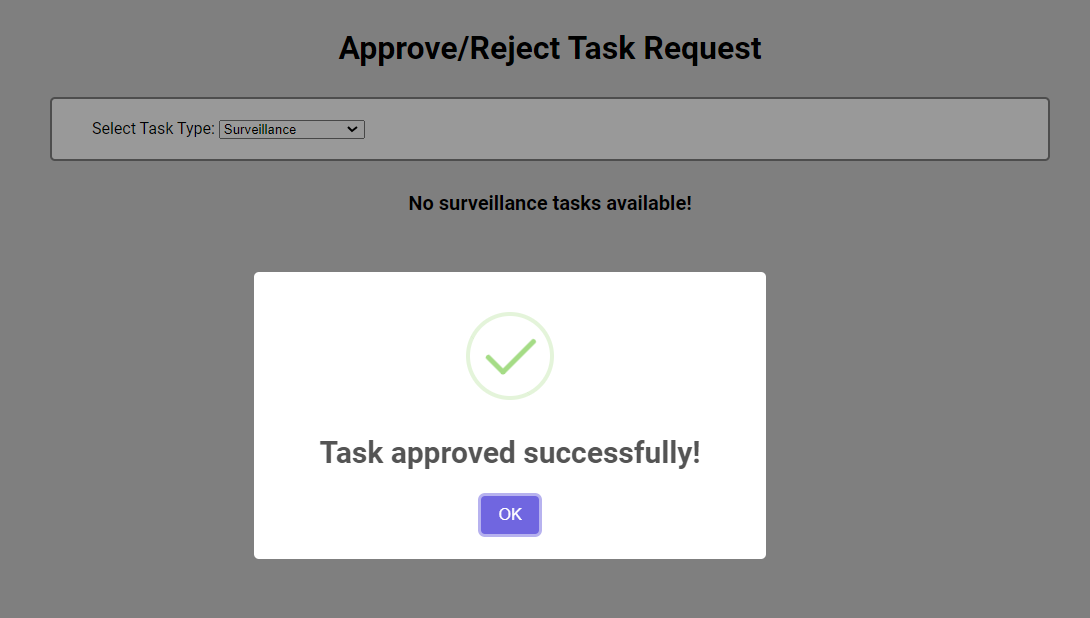 Approve/Reject Task Request
Select Task Type: Surveillance
No surveillance tasks available!
Task approved successfully!
OK